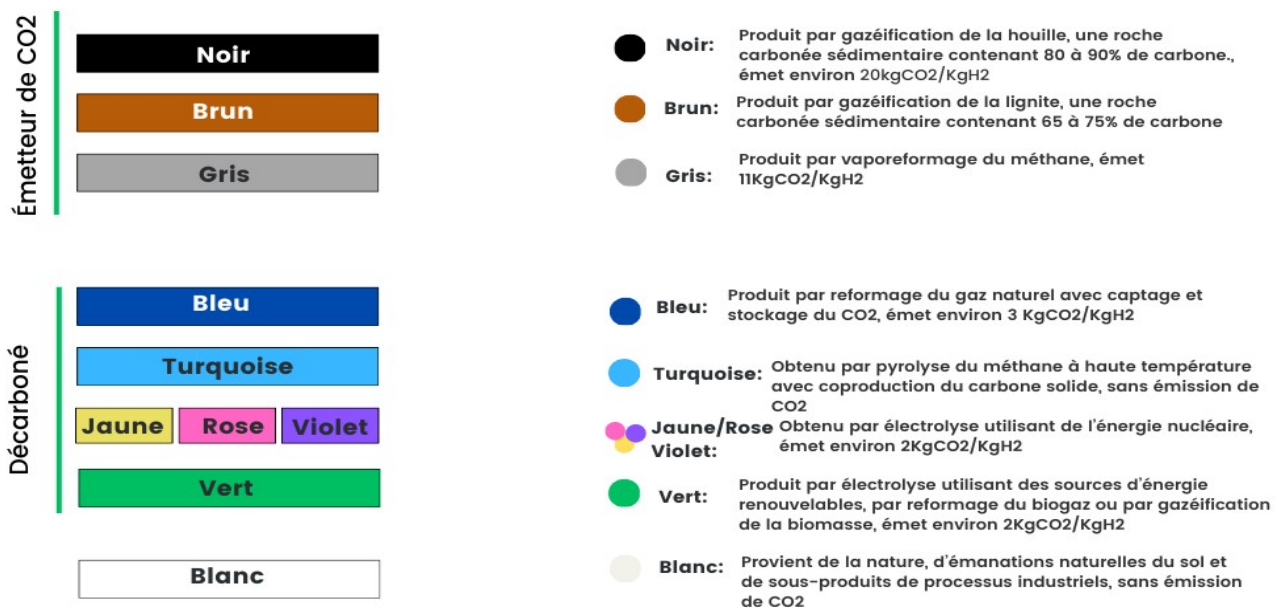 Émetteur de CO2
Noir
Brun
Gris
Noir:
Produit par gazéification de la houille, une roche
carbonée sédimentaire contenant 80 à 90% de carbone.,
émet environ 20kgCO2/KgH2
Brun:
Produit par gazéification de la lignite, une roche
carbonée sédimentaire contenant 65 à 75% de carbone
Gris:
Produit par vaporeformage du méthane, émet
11KgCO2/KgH2
Décarboné
Bleu
Turquoise
Jaune
Rose
Violet
Vert
Blanc
Bleu:
Produit par reformage du gaz naturel avec captage et
stockage du CO2, émet environ 3 KgCO2/KgH2
Turquoise:
Obtenu par pyrolyse du méthane à haute température
avec coproduction du carbone solide, sans émission de
CO2
Jaune/Rose
Violet:
Obtenu par électrolyse utilisant de l'énergie nucléaire,
émet environ 2KgCO2/KgH2
Vert:
Produit par électrolyse utilisant des sources d'énergie
renouvelables, par reformage du biogaz ou par gazéification
de la biomasse, émet environ 2KgCO2/KgH2
Blanc:
Provient de la nature, d'émanations naturelles du sol et
de sous-produits de processus industriels, sans émission
de CO2